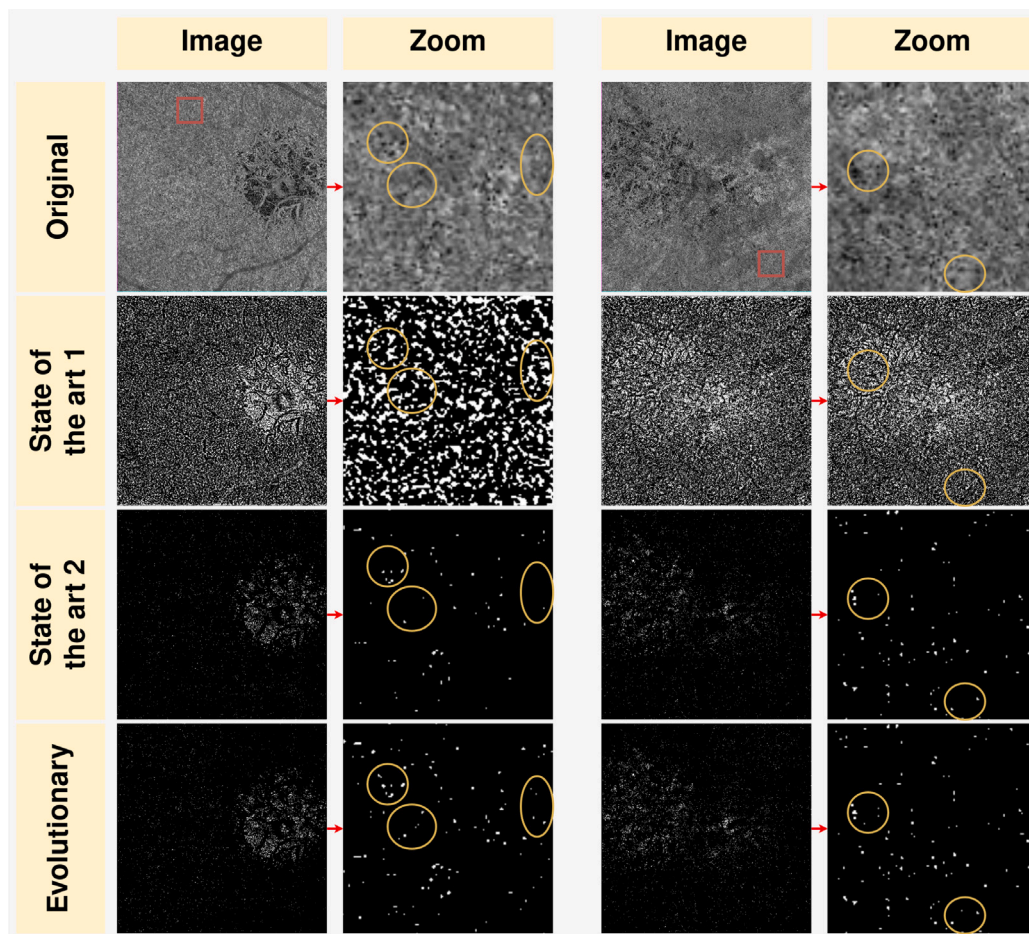 Image
Zoom
Image
Zoom
Original
State of
the art 1
State of
the art 2
Evolutionary